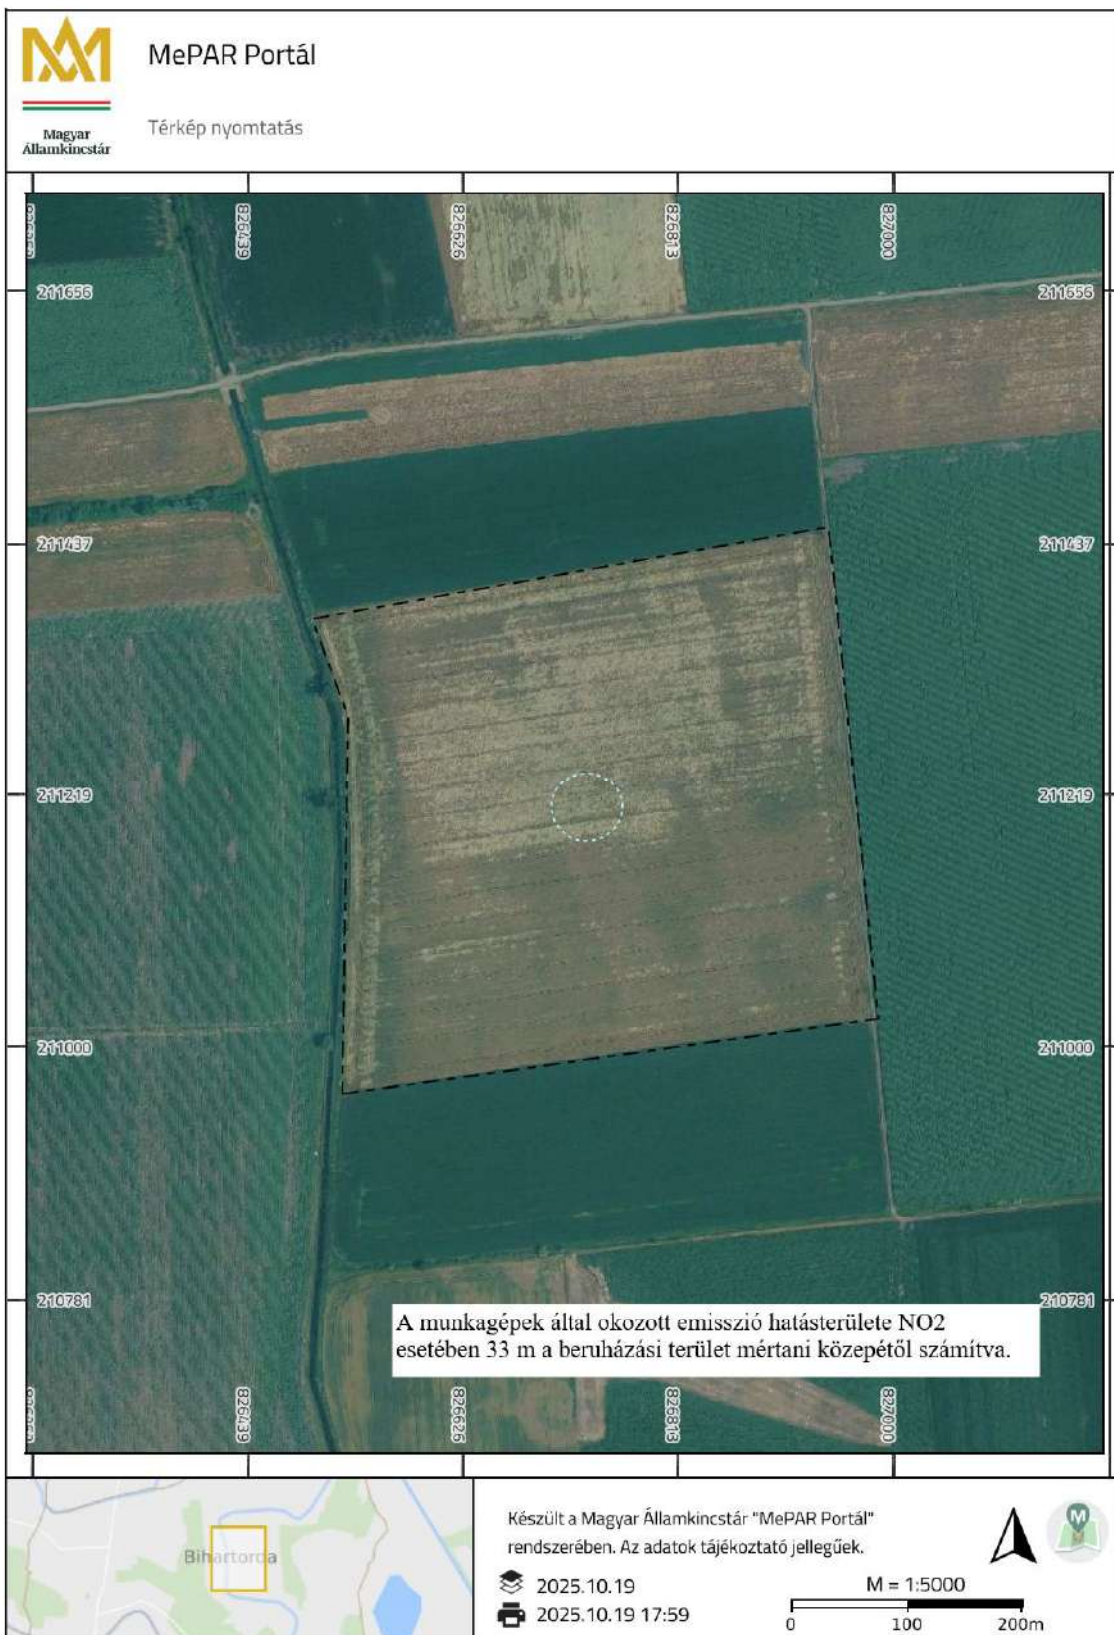 MePAR Portál
Térkép nyomtatás
Magyar
Államkincstár
826439
826626
826813
827000
211656
211656
211437
211437
211219
211219
211000
211000
210781
210781
A munkagépek által okozott emisszió hatásterülete NO2
esetében 33 m a beruházási terület mértani közepétől számítva.
826439
826626
826813
827000
Bihartorda
Készült a Magyar Államkincstár "MePAR Portál"
rendszerében. Az adatok tájékoztató jellegűek.
2025.10.19
2025.10.19 17:59
M
M = 1:5000
0 100 200m